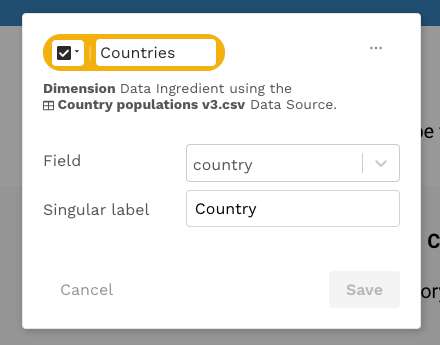 Countries
Dimension Data Ingredient using the
Country populations v3.csv Data Source.
Field
country
Singular label
Country
Cancel
Save